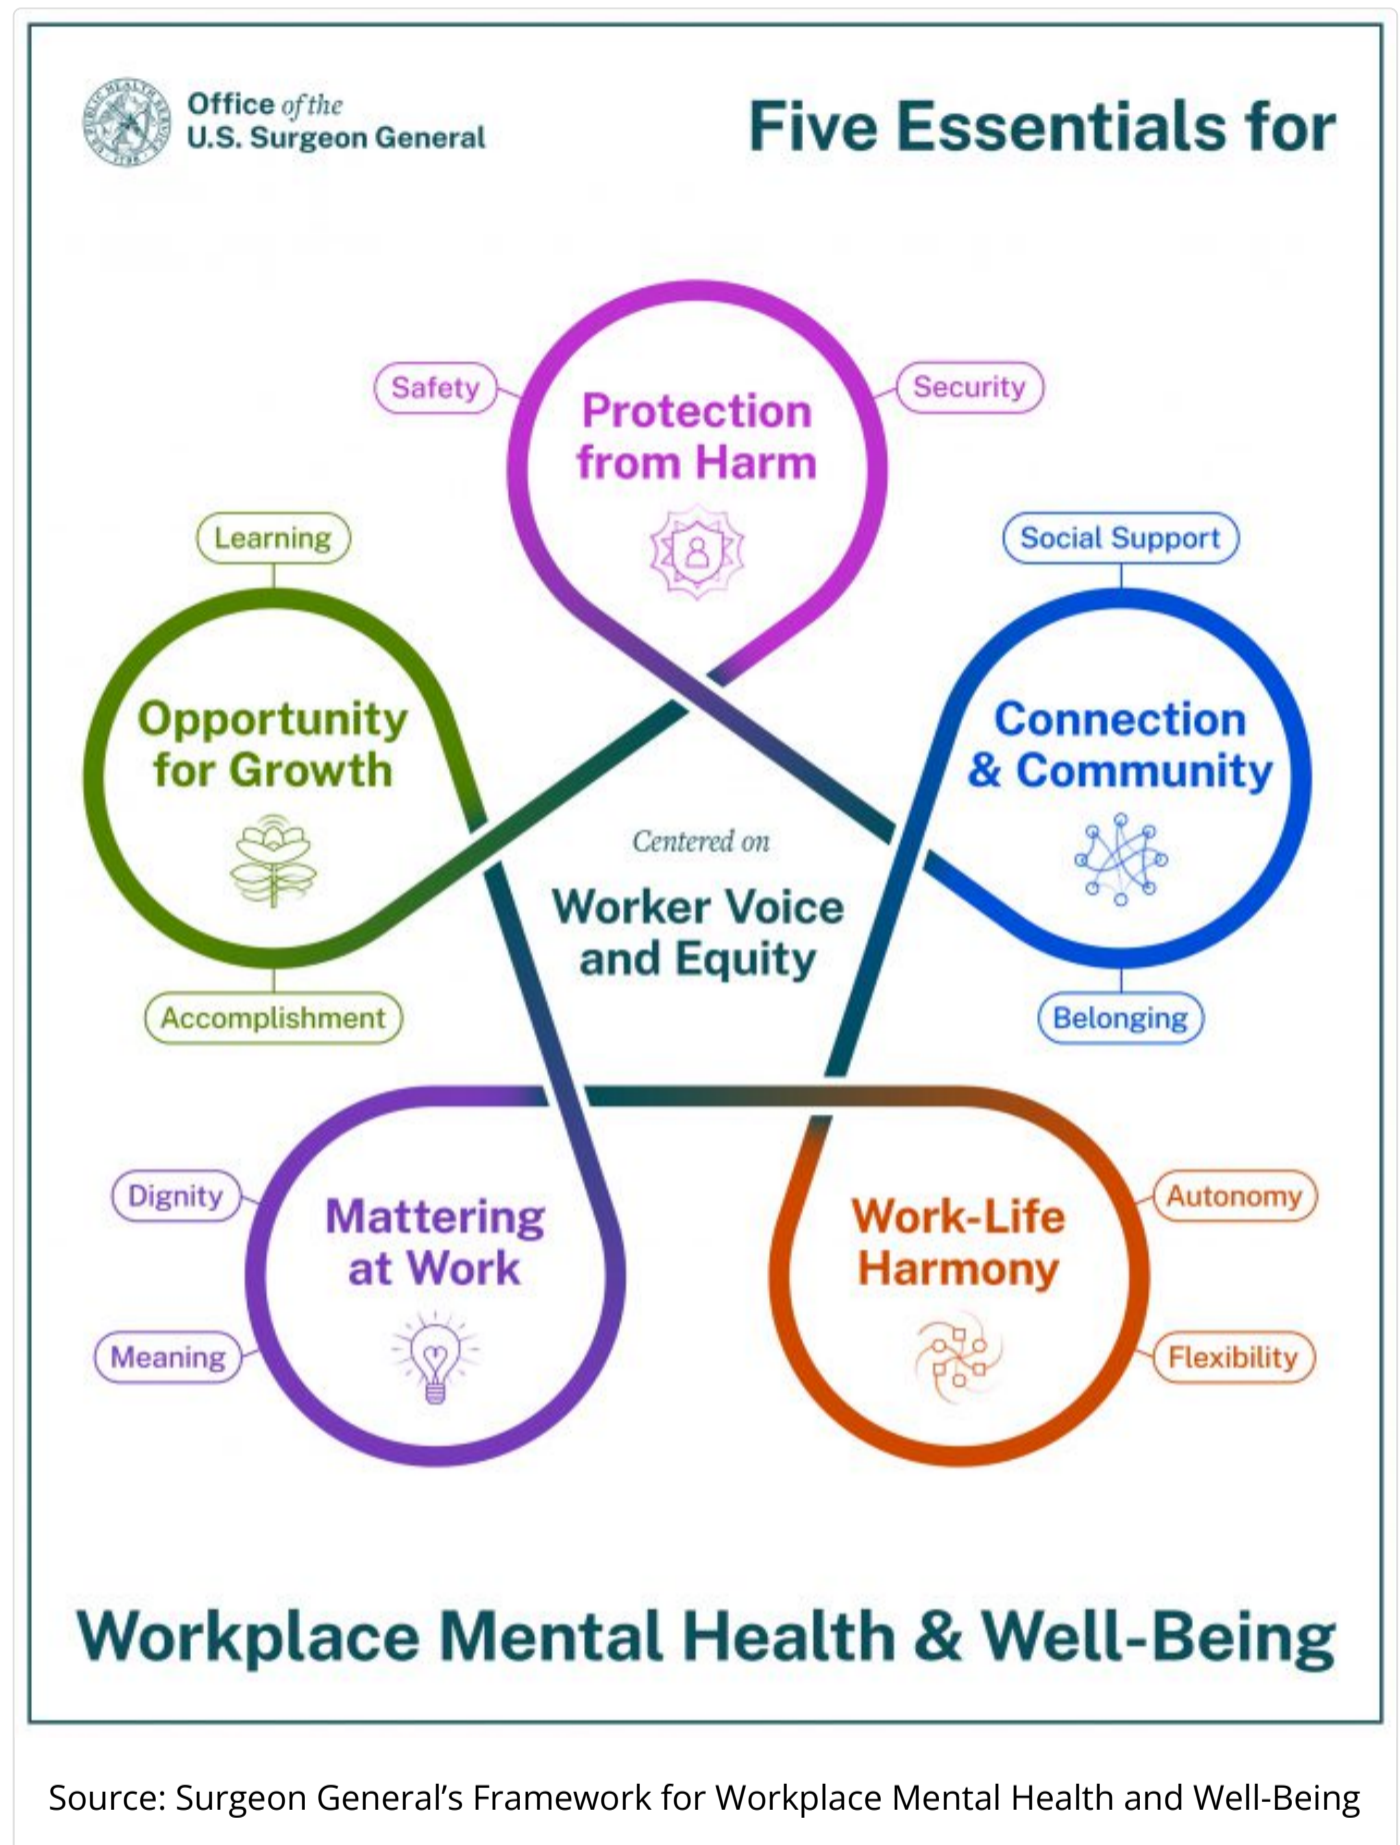 Office of the
U.S. Surgeon General
Five Essentials for
Safety
Security
Protection
from Harm
Learning
Social Support
Opportunity
for Growth
Connection
& Community
Centered on
Worker Voice
and Equity
Accomplishment
Belonging
Dignity
Mattering
at Work
Meaning
Work-Life
Harmony
Autonomy
Flexibility
Workplace Mental Health & Well-Being
Source: Surgeon General’s Framework for Workplace Mental Health and Well-Being